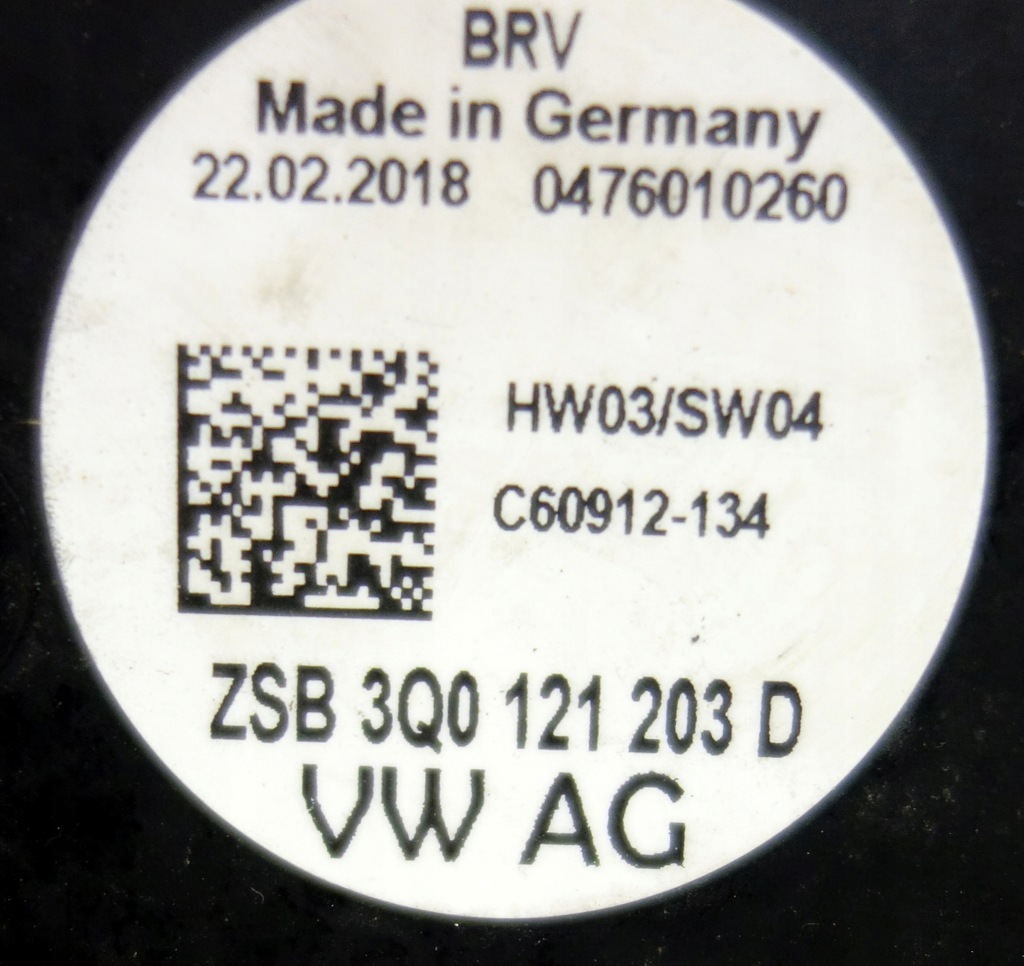 BRV
Made in Germany
22.02.2018 0476010260
HW03/SW04
C60912-134
ZSB 3Q0 121 203 D
VW AG